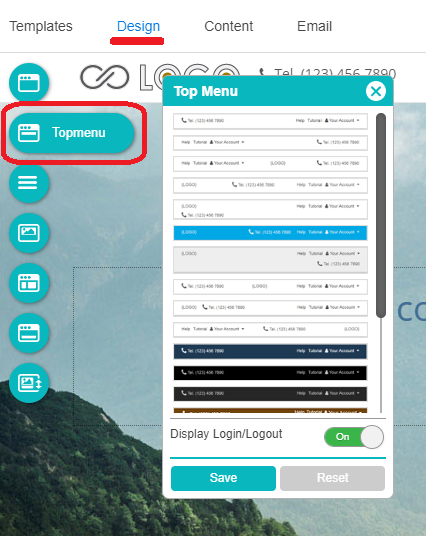 Templates Design Content Email
LOGO Tel. (123) 456 7890
Top Menu
Topmenu
Tel. (123) 456 7890 Help Tutorial Your Account
Help Tutorial Your Account Tel. (123) 456 7890
Help Tutorial Your Account (LOGO) Tel. (123) 456 7890
(LOGO) Tel. (123) 456 7890 Help Tutorial Your Account
(LOGO) Help Tutorial Your Account
Tel. (123) 456 7890
(LOGO) Tel. (123) 456 7890 Help Tutorial Your Account
(LOGO) Help Tutorial Your Account
Tel. (123) 456 7890
Tel. (123) 456 7890 (LOGO) Help Tutorial Your Account
(LOGO) Tel. (123) 456 7890 Help Tutorial Your Account
Help Tutorial Your Account Tel. (123) 456 7890 (LOGO)
Tel. (123) 456 7890 Help Tutorial Your Account
Tel. (123) 456 7890 Help Tutorial Your Account
Tel. (123) 456 7890 Help Tutorial Your Account
Tel. (123) 456 7890 Help Tutorial Your Account
co
Display Login/Logout On
Save Reset